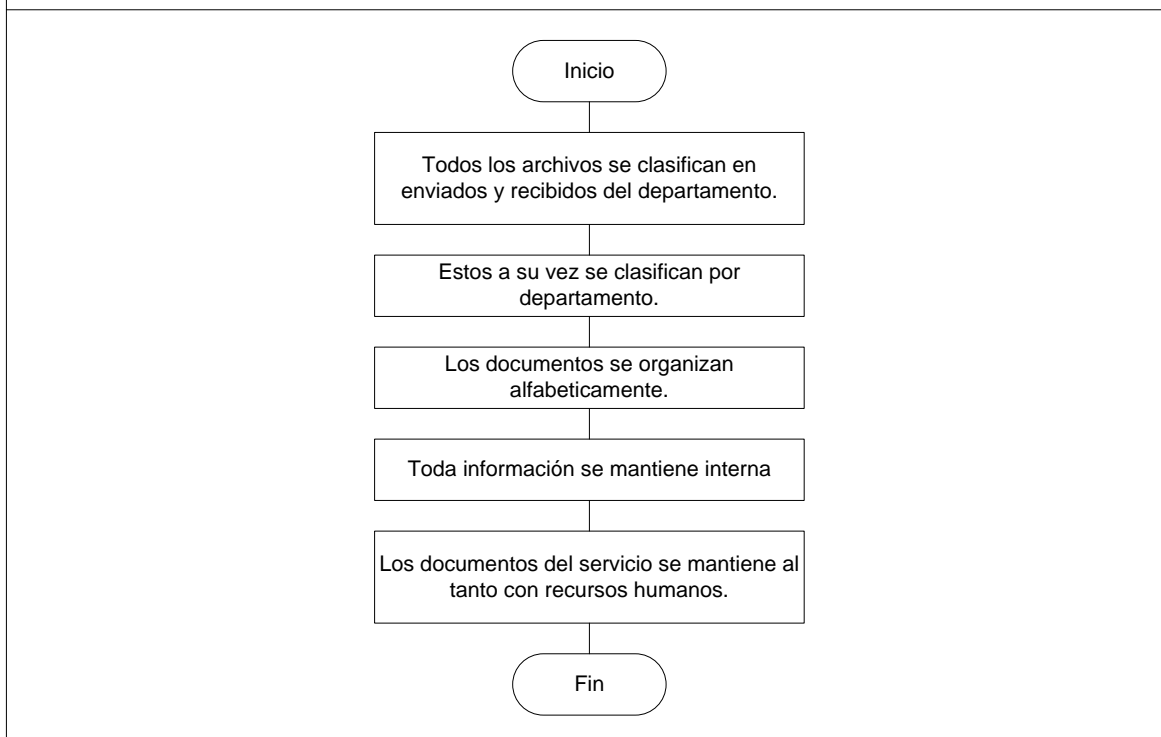 Inicio
Todos los archivos se clasifican en
enviados y recibidos del departamento.
Estos a su vez se clasifican por
departamento.
Los documentos se organizan
alfabeticamente.
Toda información se mantiene interna
Los documentos del servicio se mantiene al
tanto con recursos humanos.
Fin